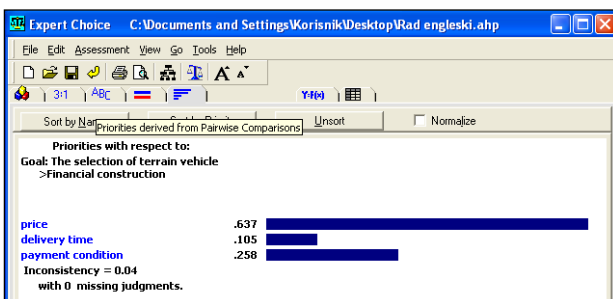 Expert Choice C:\Documents and Settings\Korisnik\Desktop\Rad engleski.ahp
File Edit Assessment View Go Tools Help
3:1 ABC Y=f(x)
Sort by Name Unsort Normalize
Priorities derived from Pairwise Comparisons
Priorities with respect to:
Goal: The selection of terrain vehicle
>Financial construction
price .637
delivery time .105
payment condition .258
Inconsistency = 0.04
with 0 missing judgments.